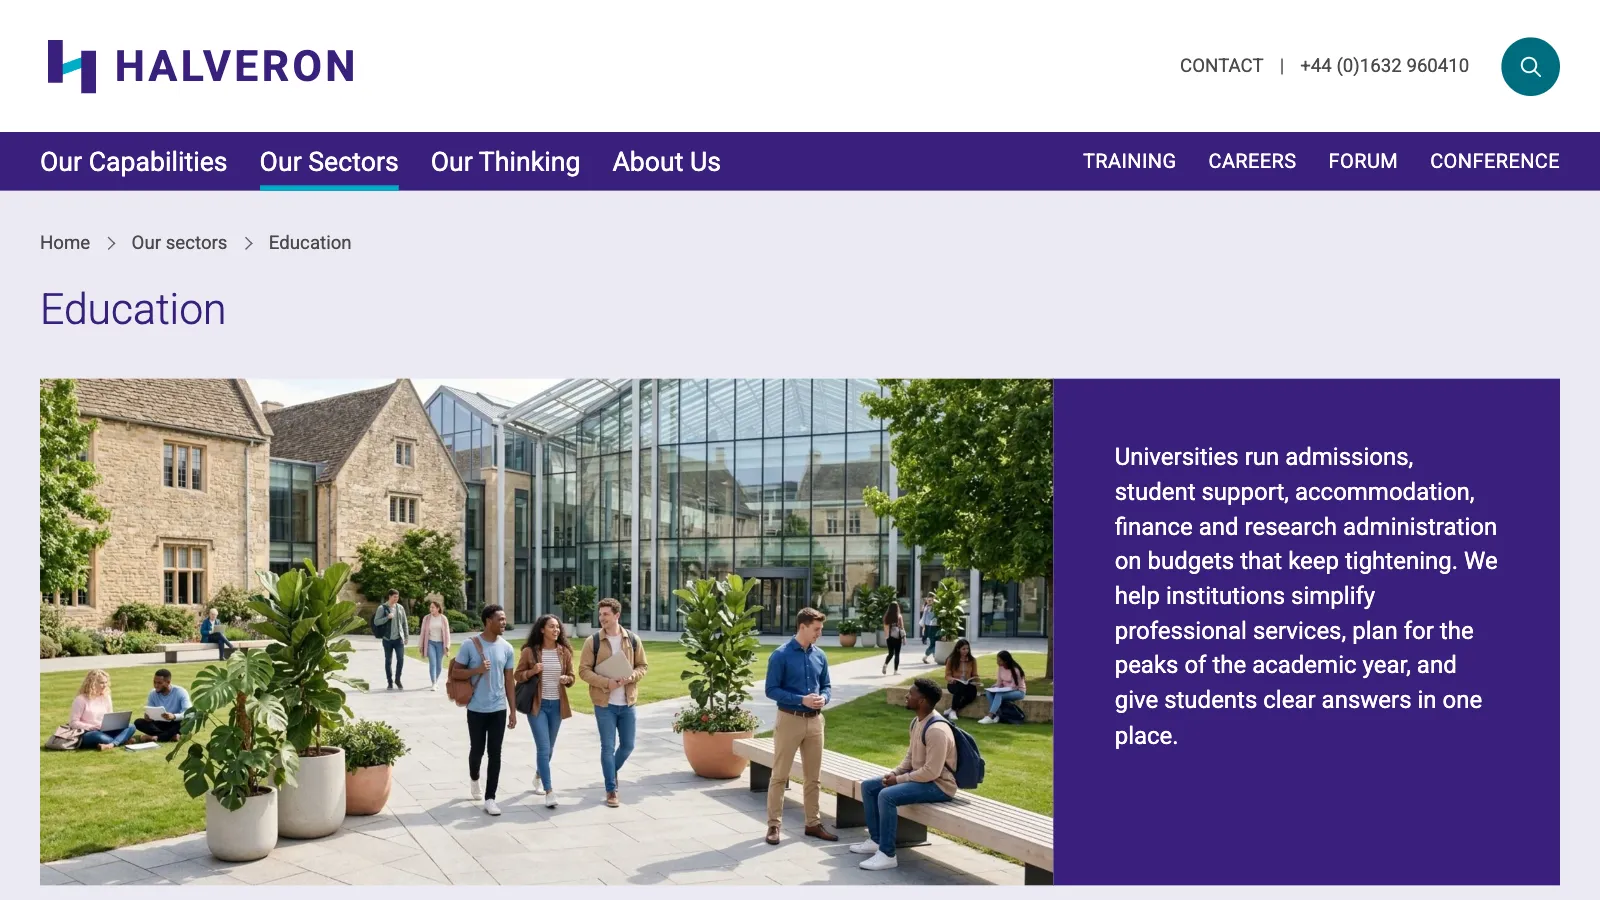 HALVERON
CONTACT | +44 (0)1632 960410
Our Capabilities Our Sectors Our Thinking About Us
TRAINING CAREERS FORUM CONFERENCE
Home > Our sectors > Education
Education
Universities run admissions,
student support, accommodation,
finance and research administration
on budgets that keep tightening. We
help institutions simplify
professional services, plan for the
peaks of the academic year, and
give students clear answers in one
place.